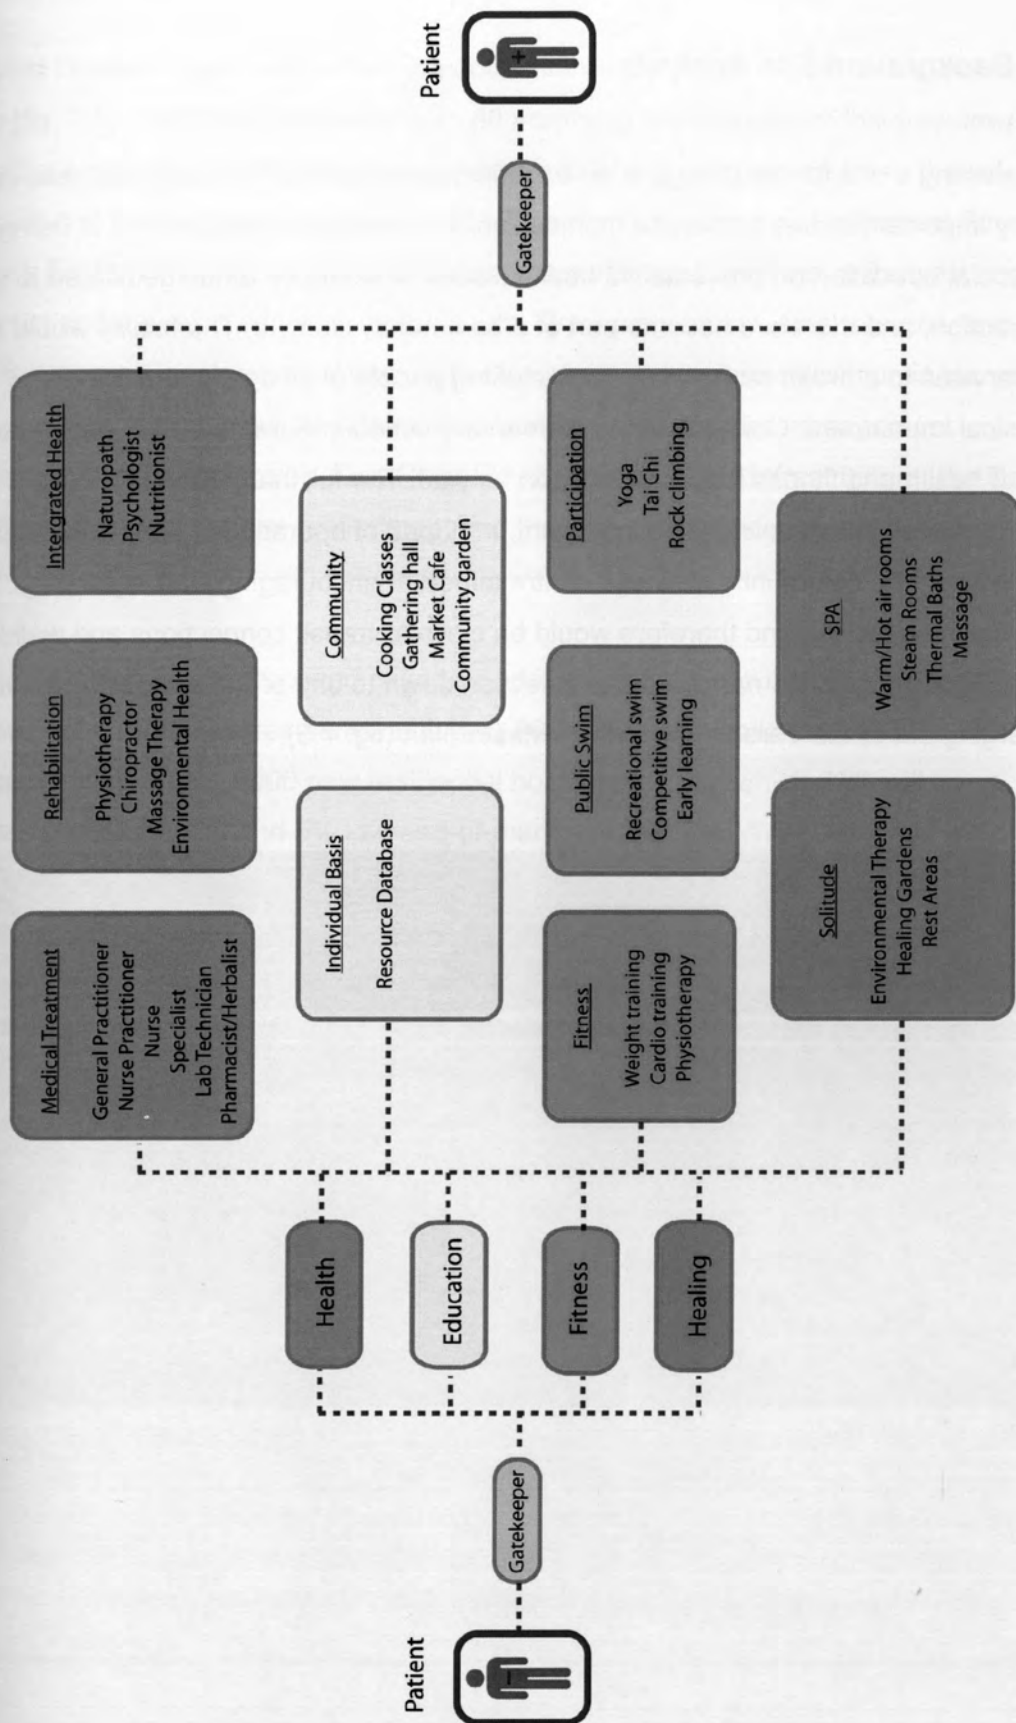 Patient
Gatekeeper
Health
Education
Fitness
Healing
Medical Treatment
General Practitioner
Nurse Practitioner
Nurse
Specialist
Lab Technician
Pharmacist/Herbalist
Rehabilitation
Physiotherapy
Chiropractor
Massage Therapy
Environmental Health
Intergrated Health
Naturopath
Psychologist
Nutritionist
Individual Basis
Resource Database
Community
Cooking Classes
Gathering hall
Market Cafe
Community garden
Fitness
Weight training
Cardio training
Physiotherapy
Public Swim
Recreational swim
Competitive swim
Early learning
Participation
Yoga
Tai Chi
Rock climbing
Solitude
Environmental Therapy
Healing Gardens
Rest Areas
SPA
Warm/Hot air rooms
Steam Rooms
Thermal Baths
Massage
Gatekeeper
Patient